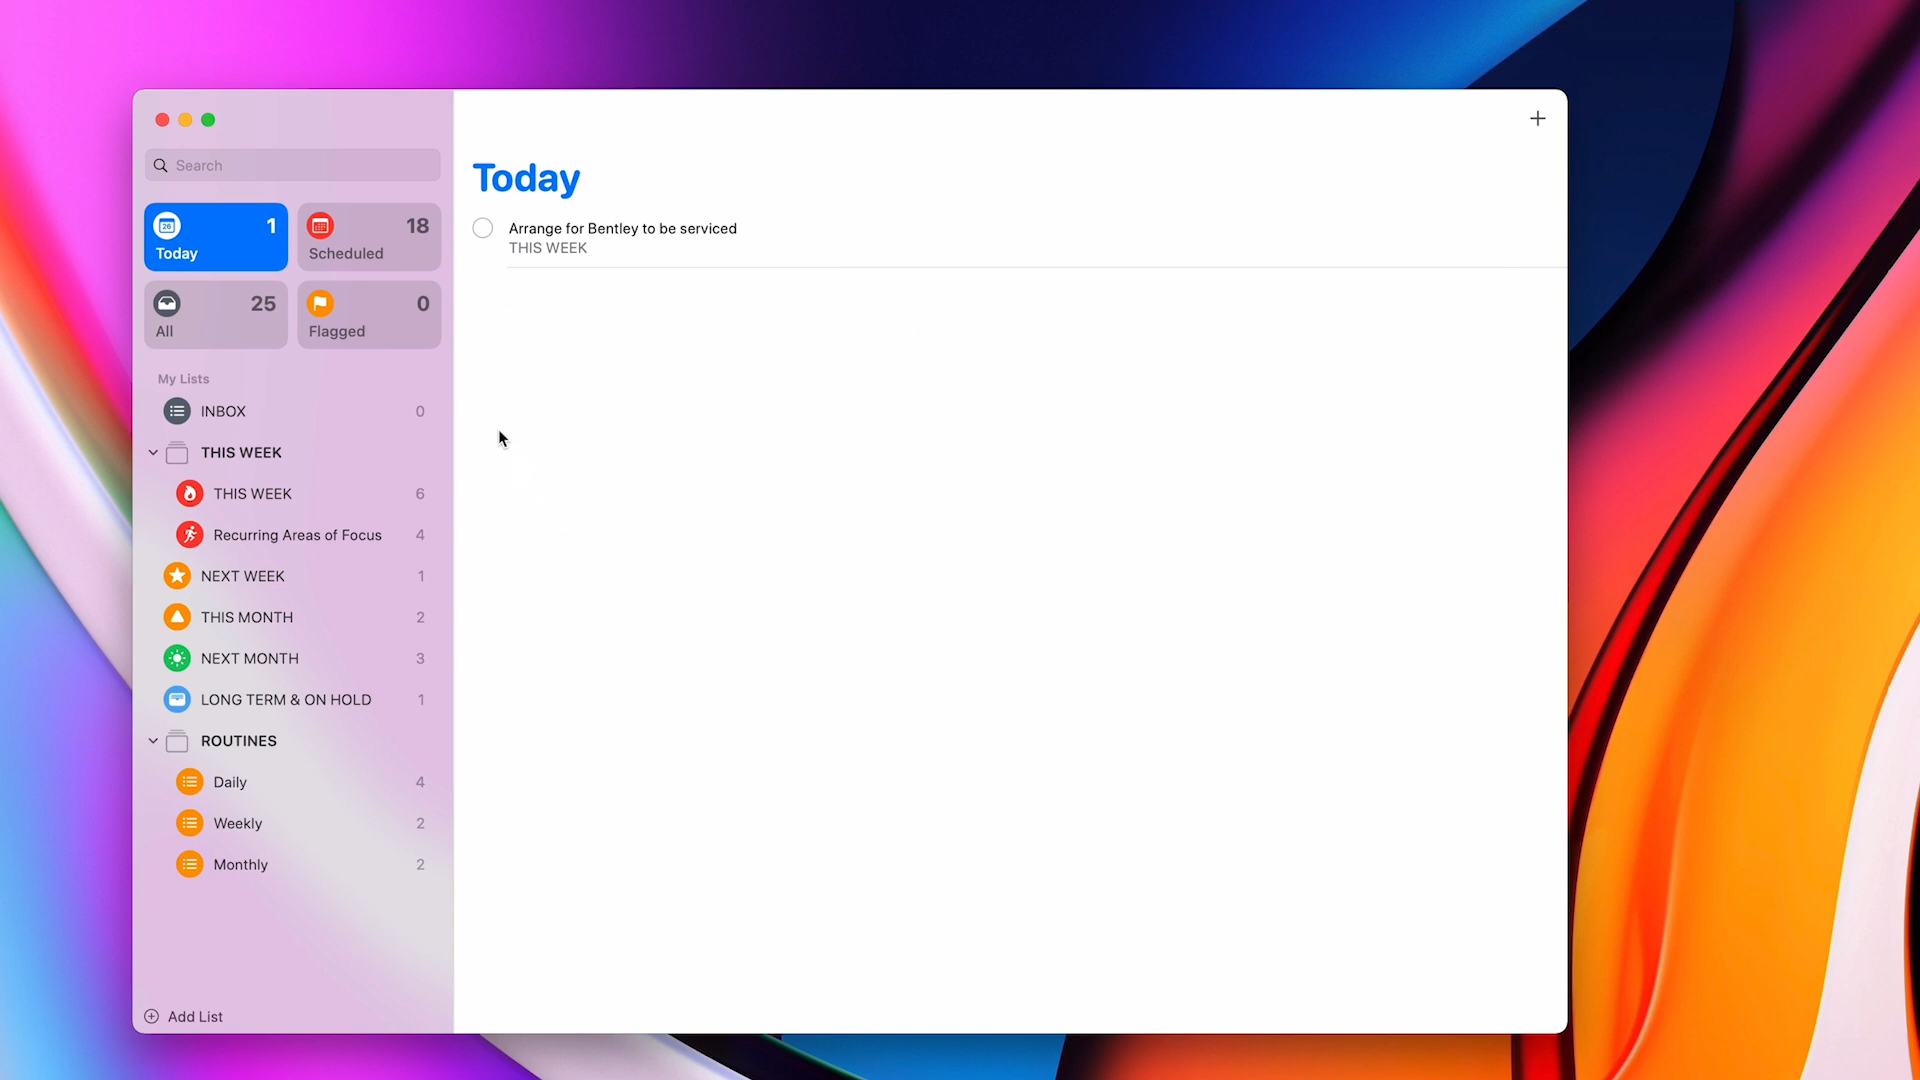 Search
26
1
Today
18
Scheduled
25
All
0
Flagged
My Lists
INBOX 0
THIS WEEK
THIS WEEK 6
Recurring Areas of Focus 4
NEXT WEEK 1
THIS MONTH 2
NEXT MONTH 3
LONG TERM & ON HOLD 1
ROUTINES
Daily 4
Weekly 2
Monthly 2
Add List
Today
Arrange for Bentley to be serviced
THIS WEEK